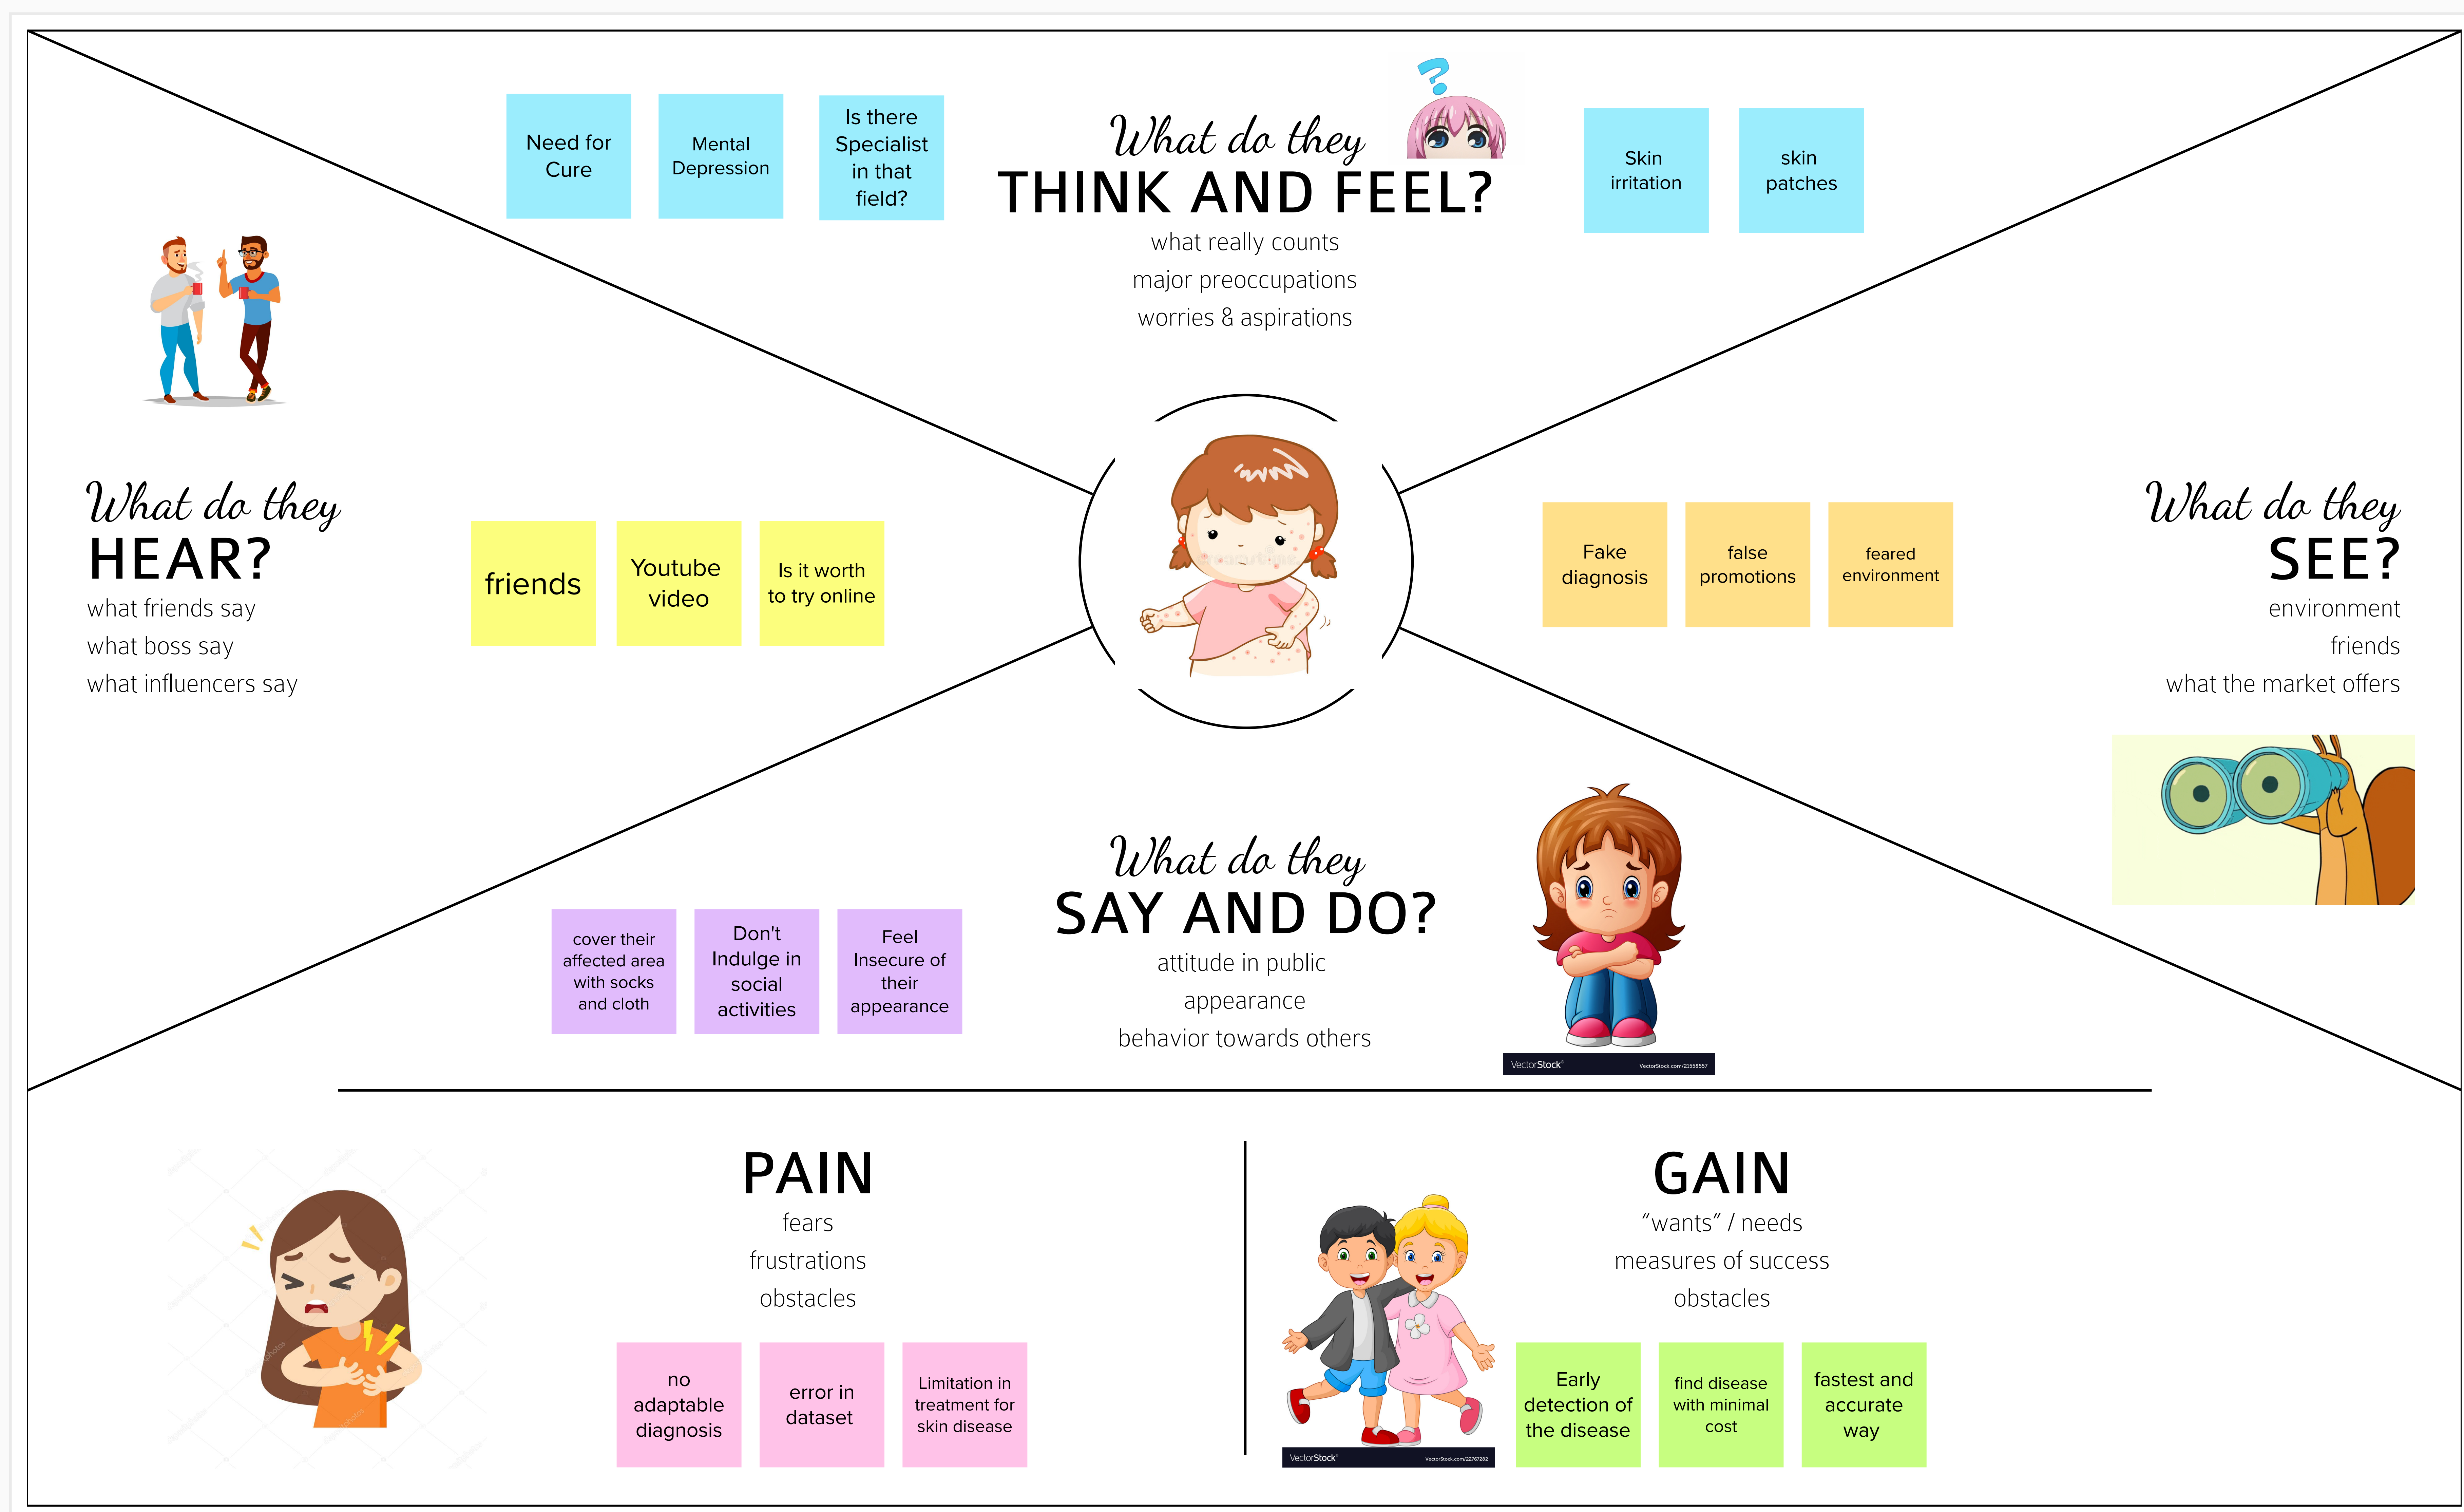 Need for
Cure
Mental
Depression
Is there
Specialist
in that
field?
What do they
THINK AND FEEL?
what really counts
major preoccupations
worries & aspirations
?
Skin
irritation
skin
patches
What do they
HEAR?
what friends say
what boss say
what influencers say
friends
Youtube
video
Is it worth
to try online
dreamstime
Fake
diagnosis
false
promotions
feared
environment
What do they
SEE?
environment
friends
what the market offers
What do they
SAY AND DO?
attitude in public
appearance
behavior towards others
cover their
affected area
with socks
and cloth
Don't
Indulge in
social
activities
Feel
Insecure of
their
appearance
VectorStock®
VectorStock.com/21558557
PAIN
fears
frustrations
obstacles
no
adaptable
diagnosis
error in
dataset
Limitation in
treatment for
skin disease
GAIN
“wants” / needs
measures of success
obstacles
Early
detection of
the disease
find disease
with minimal
cost
fastest and
accurate
way
VectorStock®
VectorStock.com/22767282